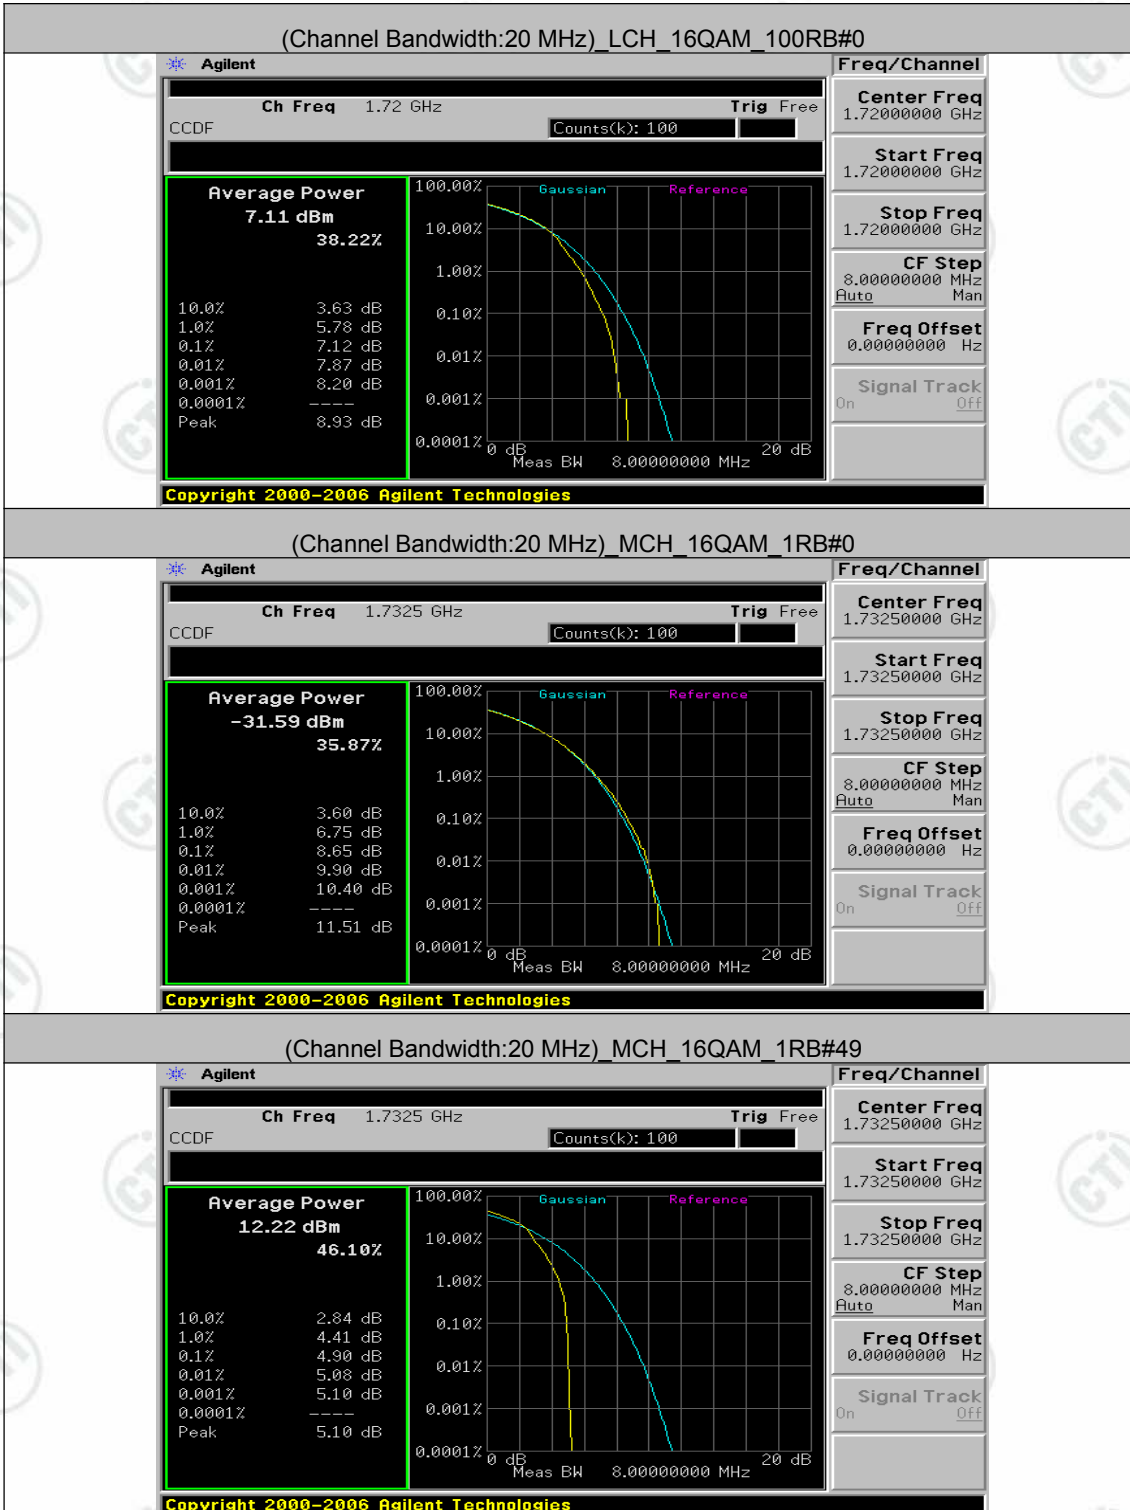 (Channel Bandwidth:20 MHz)_LCH_16QAM_100RB#0
Agilent
Freq/Channel
Ch Freq 1.72 GHz Trig Free
CCDF Counts(k): 100
Average Power
7.11 dBm
38.22%
10.0% 3.63 dB
1.0% 5.78 dB
0.1% 7.12 dB
0.01% 7.87 dB
0.001% 8.20 dB
0.0001% ----
Peak 8.93 dB
Gaussian Reference
100.00%
10.00%
1.00%
0.10%
0.01%
0.001%
0.0001%
0 dB 20 dB
Meas BW 8.00000000 MHz
Center Freq
1.72000000 GHz
Start Freq
1.72000000 GHz
Stop Freq
1.72000000 GHz
CF Step
8.00000000 MHz
Auto Man
Freq Offset
0.00000000 Hz
Signal Track
On Off
Copyright 2000-2006 Agilent Technologies
(Channel Bandwidth:20 MHz)_MCH_16QAM_1RB#0
Agilent
Freq/Channel
Ch Freq 1.7325 GHz Trig Free
CCDF Counts(k): 100
Average Power
-31.59 dBm
35.87%
10.0% 3.60 dB
1.0% 6.75 dB
0.1% 8.65 dB
0.01% 9.90 dB
0.001% 10.40 dB
0.0001% ----
Peak 11.51 dB
Gaussian Reference
100.00%
10.00%
1.00%
0.10%
0.01%
0.001%
0.0001%
0 dB 20 dB
Meas BW 8.00000000 MHz
Center Freq
1.73250000 GHz
Start Freq
1.73250000 GHz
Stop Freq
1.73250000 GHz
CF Step
8.00000000 MHz
Auto Man
Freq Offset
0.00000000 Hz
Signal Track
On Off
Copyright 2000-2006 Agilent Technologies
(Channel Bandwidth:20 MHz)_MCH_16QAM_1RB#49
Agilent
Freq/Channel
Ch Freq 1.7325 GHz Trig Free
CCDF Counts(k): 100
Average Power
12.22 dBm
46.10%
10.0% 2.84 dB
1.0% 4.41 dB
0.1% 4.90 dB
0.01% 5.08 dB
0.001% 5.10 dB
0.0001% ----
Peak 5.10 dB
Gaussian Reference
100.00%
10.00%
1.00%
0.10%
0.01%
0.001%
0.0001%
0 dB 20 dB
Meas BW 8.00000000 MHz
Center Freq
1.73250000 GHz
Start Freq
1.73250000 GHz
Stop Freq
1.73250000 GHz
CF Step
8.00000000 MHz
Auto Man
Freq Offset
0.00000000 Hz
Signal Track
On Off
Copyright 2000-2006 Agilent Technologies
CTI
CTI
CTI
CTI
CTI
CTI